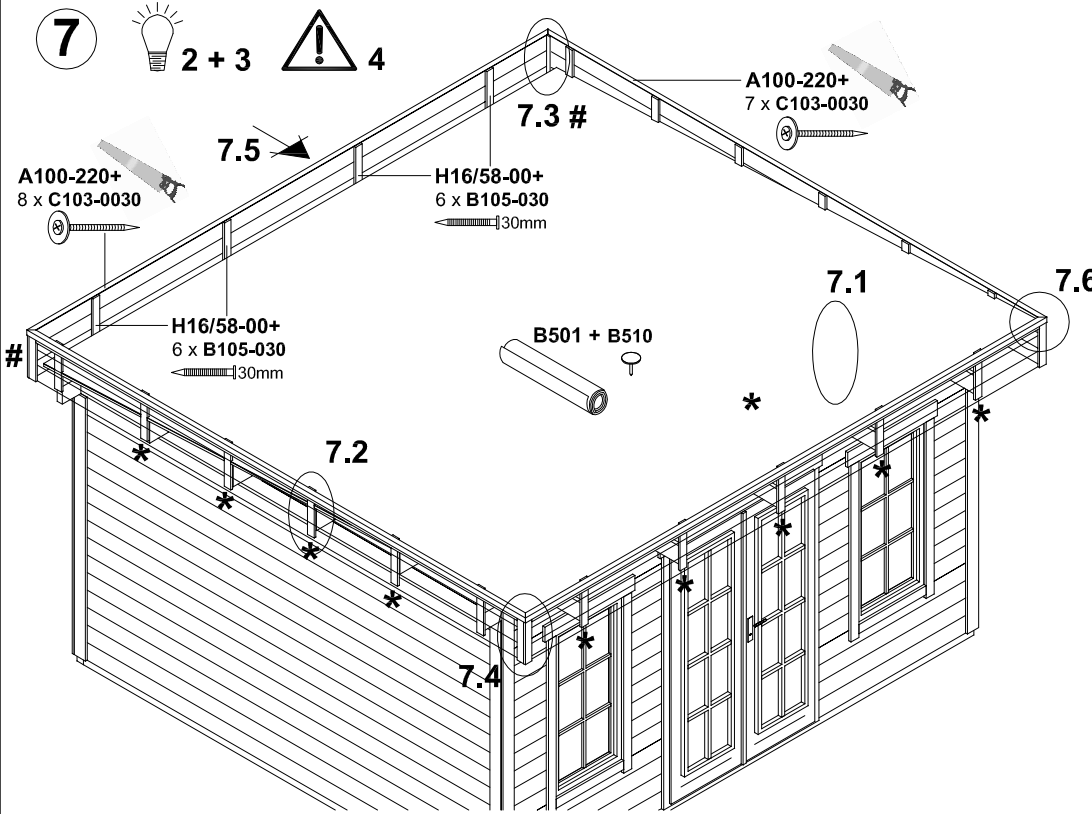 7
2 + 3
4
7.3 #
A100-220+
7 x C103-0030
7.5
A100-220+
8 x C103-0030
H16/58-00+
6 x B105-030
30mm
7.1
7.6
H16/58-00+
6 x B105-030
30mm
B501 + B510
#
*
*
*
7.2
*
*
*
*
*
*
*
*
7.4